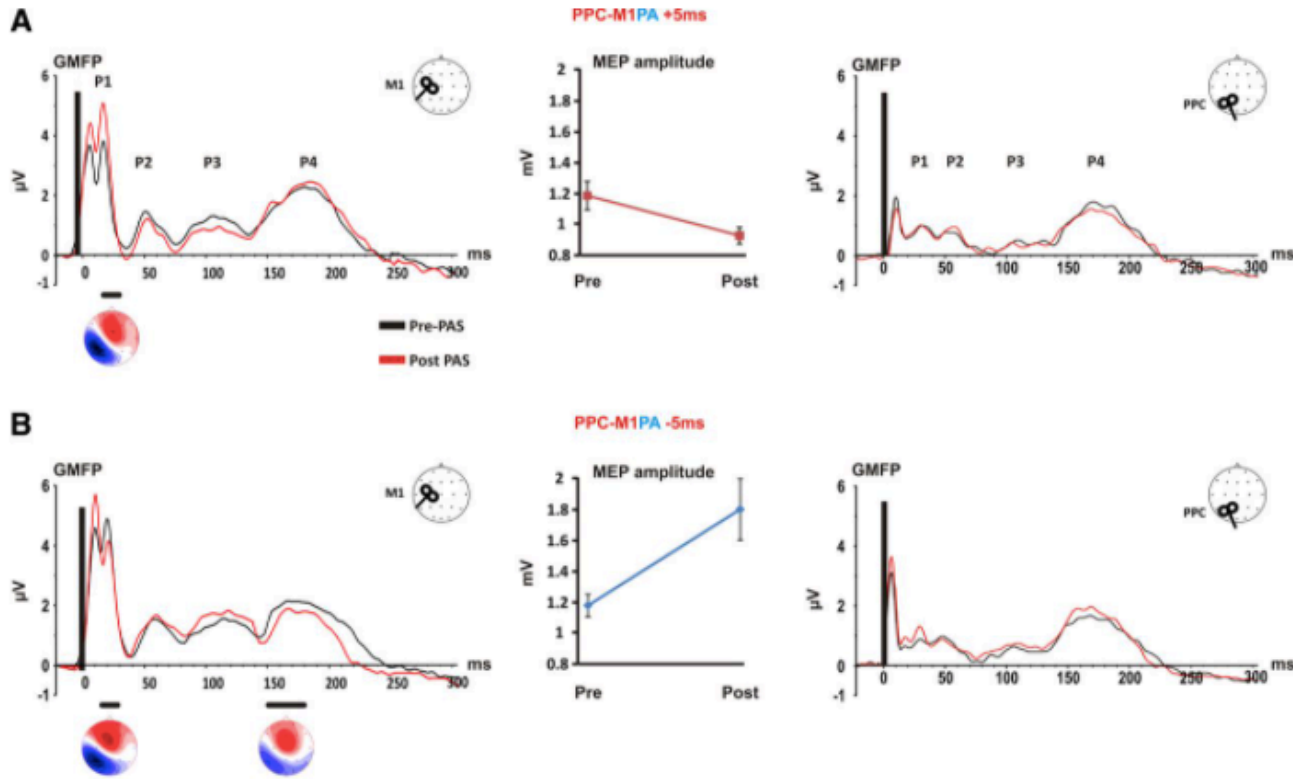 A
PPC-M1PA +5ms
GMFP
6
P1
4
P2
P3
P4
2
0
-1
μV
0
50
100
150
200
250
300
ms
M1
Pre-PAS
Post PAS
MEP amplitude
2
1.8
1.6
1.4
1.2
1
0.8
mV
Pre
Post
GMFP
6
4
P1
P2
P3
P4
2
0
-1
μV
0
50
100
150
200
250
300
ms
PPC
B
PPC-M1PA -5ms
GMFP
6
4
2
0
-1
μV
0
50
100
150
200
250
300
ms
M1
MEP amplitude
2
1.8
1.6
1.4
1.2
1
0.8
mV
Pre
Post
GMFP
6
4
2
0
-1
μV
0
50
100
150
200
250
300
ms
PPC